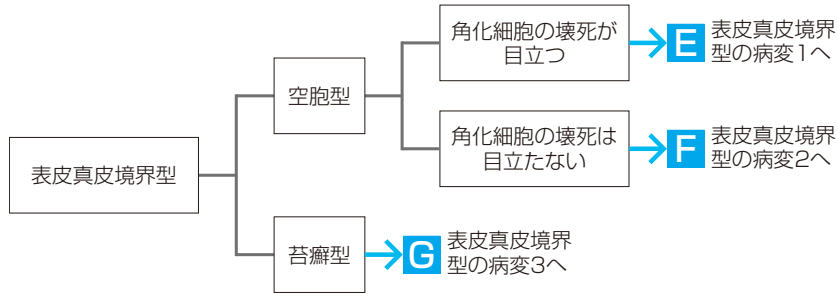 角化細胞の壊死が
目立つ
E
表皮真皮境界
型の病変1へ
空胞型
角化細胞の壊死は
目立たない
F
表皮真皮境界
型の病変2へ
表皮真皮境界型
苔癬型
G
表皮真皮境界
型の病変3へ